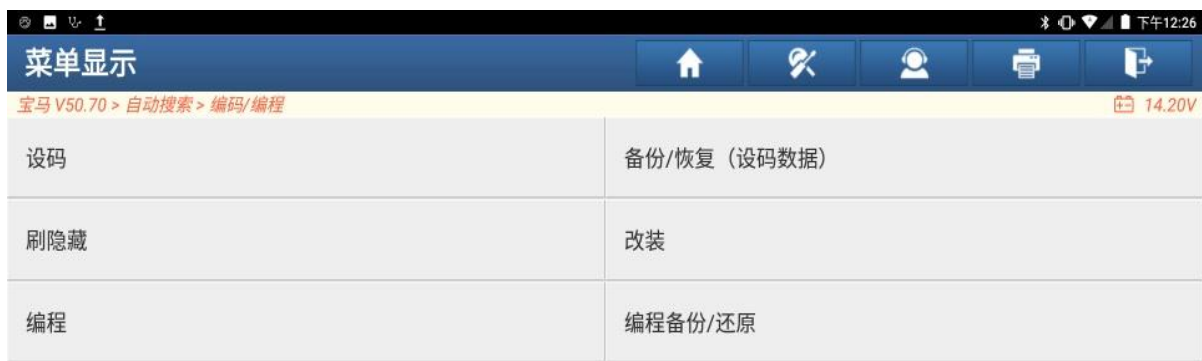 下午12:26
菜单显示
宝马 V50.70 > 自动搜索 > 编码/编程
14.20V
设码
备份/恢复（设码数据）
刷隐藏
改装
编程
编程备份/还原